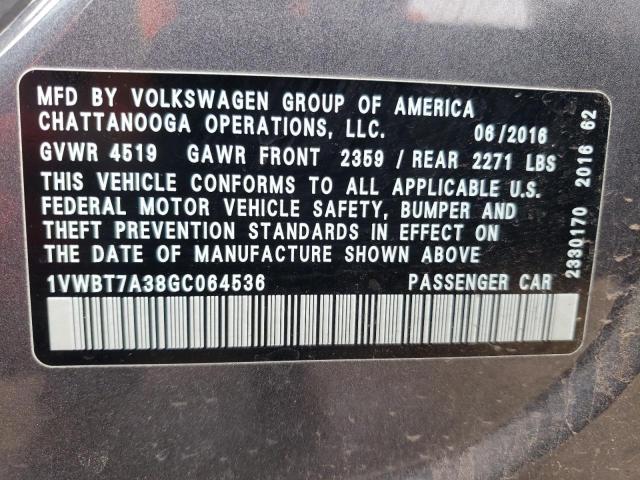 MFD BY VOLKSWAGEN GROUP OF AMERICA
CHATTANOOGA OPERATIONS, LLC. 06/2016
GVWR 4519 GAWR FRONT 2359 / REAR 2271 LBS
THIS VEHICLE CONFORMS TO ALL APPLICABLE U.S.
FEDERAL MOTOR VEHICLE SAFETY, BUMPER AND
THEFT PREVENTION STANDARDS IN EFFECT ON
THE DATE OF MANUFACTURE SHOWN ABOVE
1VWBT7A38GC064536 PASSENGER CAR
2330170 2016 62